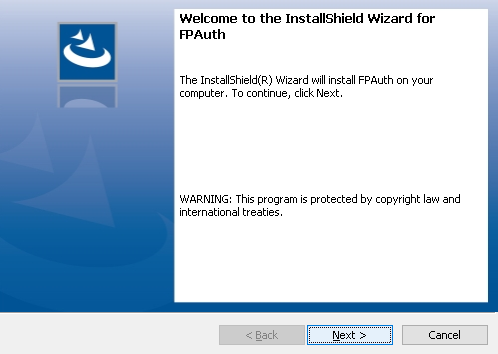 Welcome to the InstallShield Wizard for
FPAuth
The InstallShield(R) Wizard will install FPAuth on your
computer. To continue, click Next.
WARNING: This program is protected by copyright law and
international treaties.
< Back
Next >
Cancel